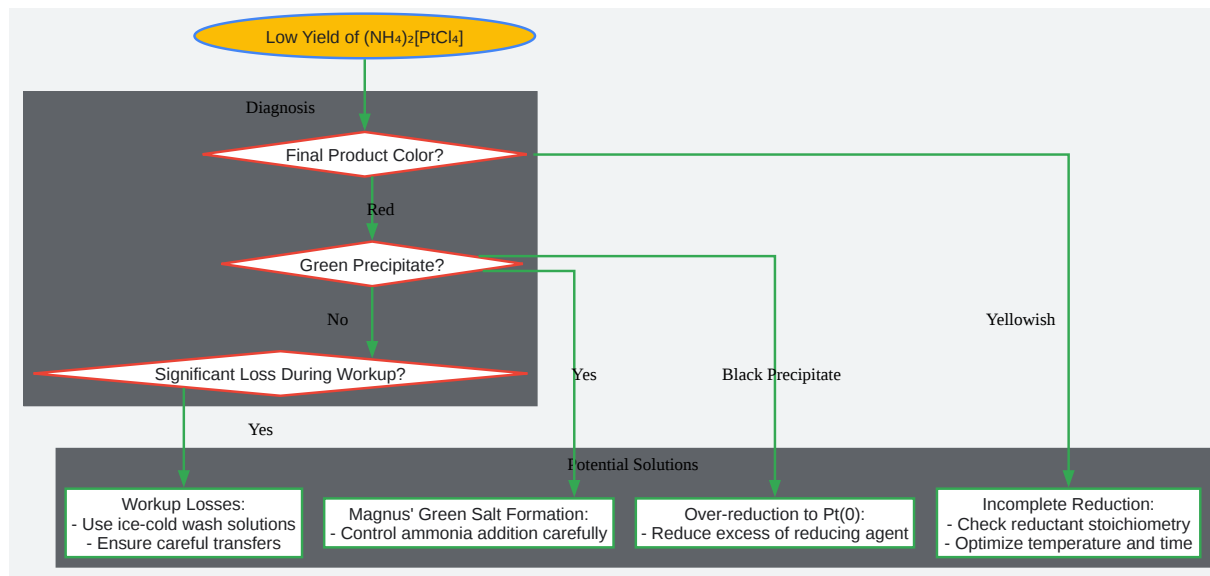 Low Yield of (NH₄)₂[PtCl₄]
Diagnosis
Final Product Color?
Red
Green Precipitate?
No
Yellowish
Significant Loss During Workup?
Yes
Black Precipitate
Yes
Potential Solutions
Workup Losses:
- Use ice-cold wash solutions
- Ensure careful transfers
Magnus' Green Salt Formation:
- Control ammonia addition carefully
Over-reduction to Pt(0):
- Reduce excess of reducing agent
Incomplete Reduction:
- Check reductant stoichiometry
- Optimize temperature and time